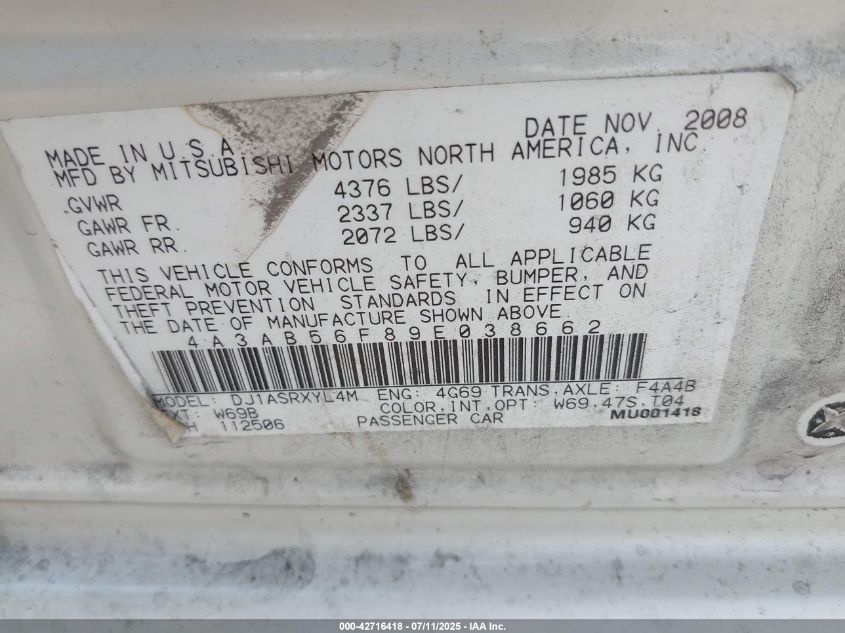 MADE IN U S A DATE NOV. 2008
MFD BY MITSUBISHI MOTORS NORTH AMERICA, INC.
GVWR 4376 LBS/ 1985 KG
GAWR FR. 2337 LBS/ 1060 KG
GAWR RR. 2072 LBS/ 940 KG
THIS VEHICLE CONFORMS TO ALL APPLICABLE
FEDERAL MOTOR VEHICLE SAFETY, BUMPER, AND
THEFT PREVENTION STANDARDS IN EFFECT ON
THE DATE OF MANUFACTURE SHOWN ABOVE.
4A3AB56F89E038662
MODEL: DJ1ASRXYL4M ENG: 4G69 TRANS,AXLE: F4A4B
EXT: W69B COLOR,INT,OPT: W69.47S.T04
112506 PASSENGER CAR MU001418
000-42716418 - 07/11/2025 - IAA Inc.